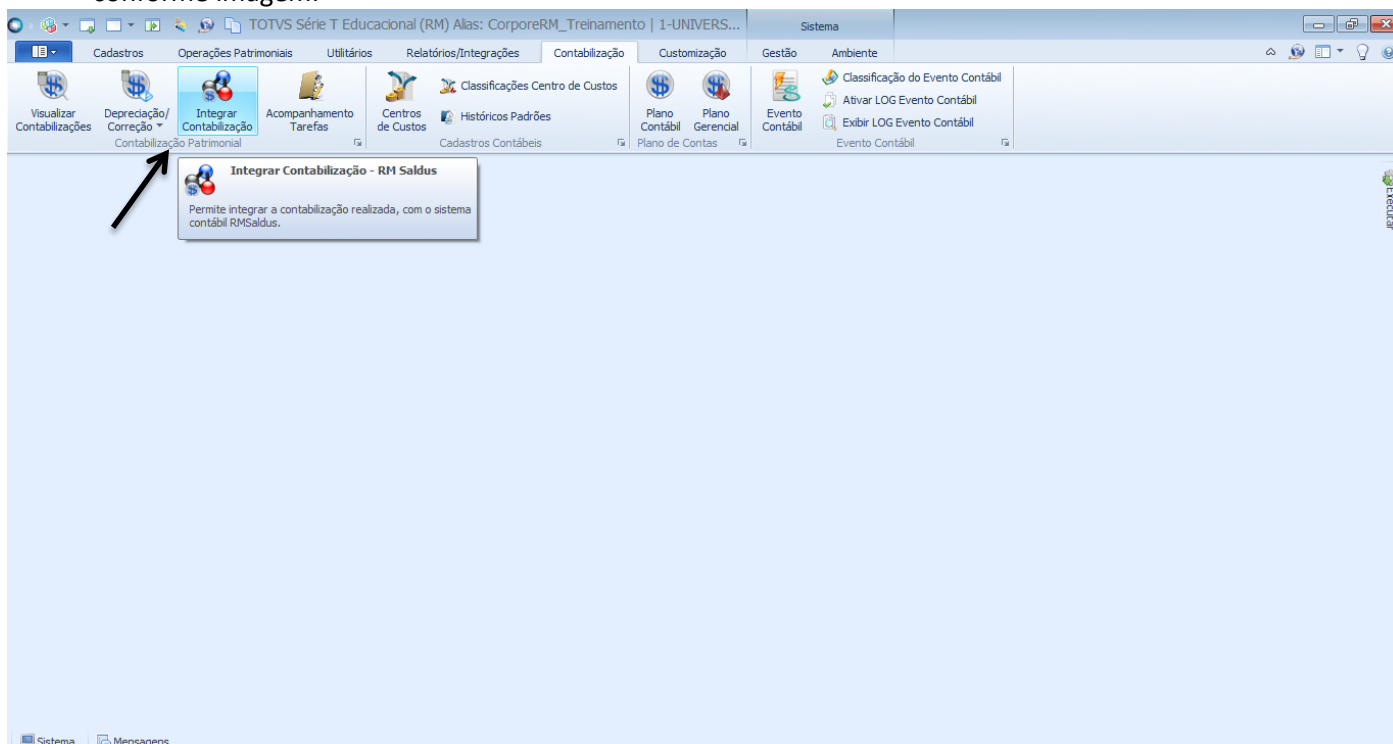 conforme imagem:
TOTVS Série T Educacional (RM) Alias: CorporeRM_Treinamento | 1-UNIVERS...
Sistema
Cadastros Operações Patrimoniais Utilitários Relatórios/Integrações Contabilização Customização Gestão Ambiente
Visualizar Contabilizações
Depreciação/ Correção
Integrar Contabilização
Acompanhamento Tarefas
Contabilização Patrimonial
Centros de Custos
Classificações Centro de Custos
Históricos Padrões
Cadastros Contábeis
Plano Contábil
Plano Gerencial
Plano de Contas
Evento Contábil
Classificação do Evento Contábil
Ativar LOG Evento Contábil
Exibir LOG Evento Contábil
Evento Contábil
Integrar Contabilização - RM Saldus
Permite integrar a contabilização realizada, com o sistema
contábil RMSaldus.
Executar
Sistema Mensagens